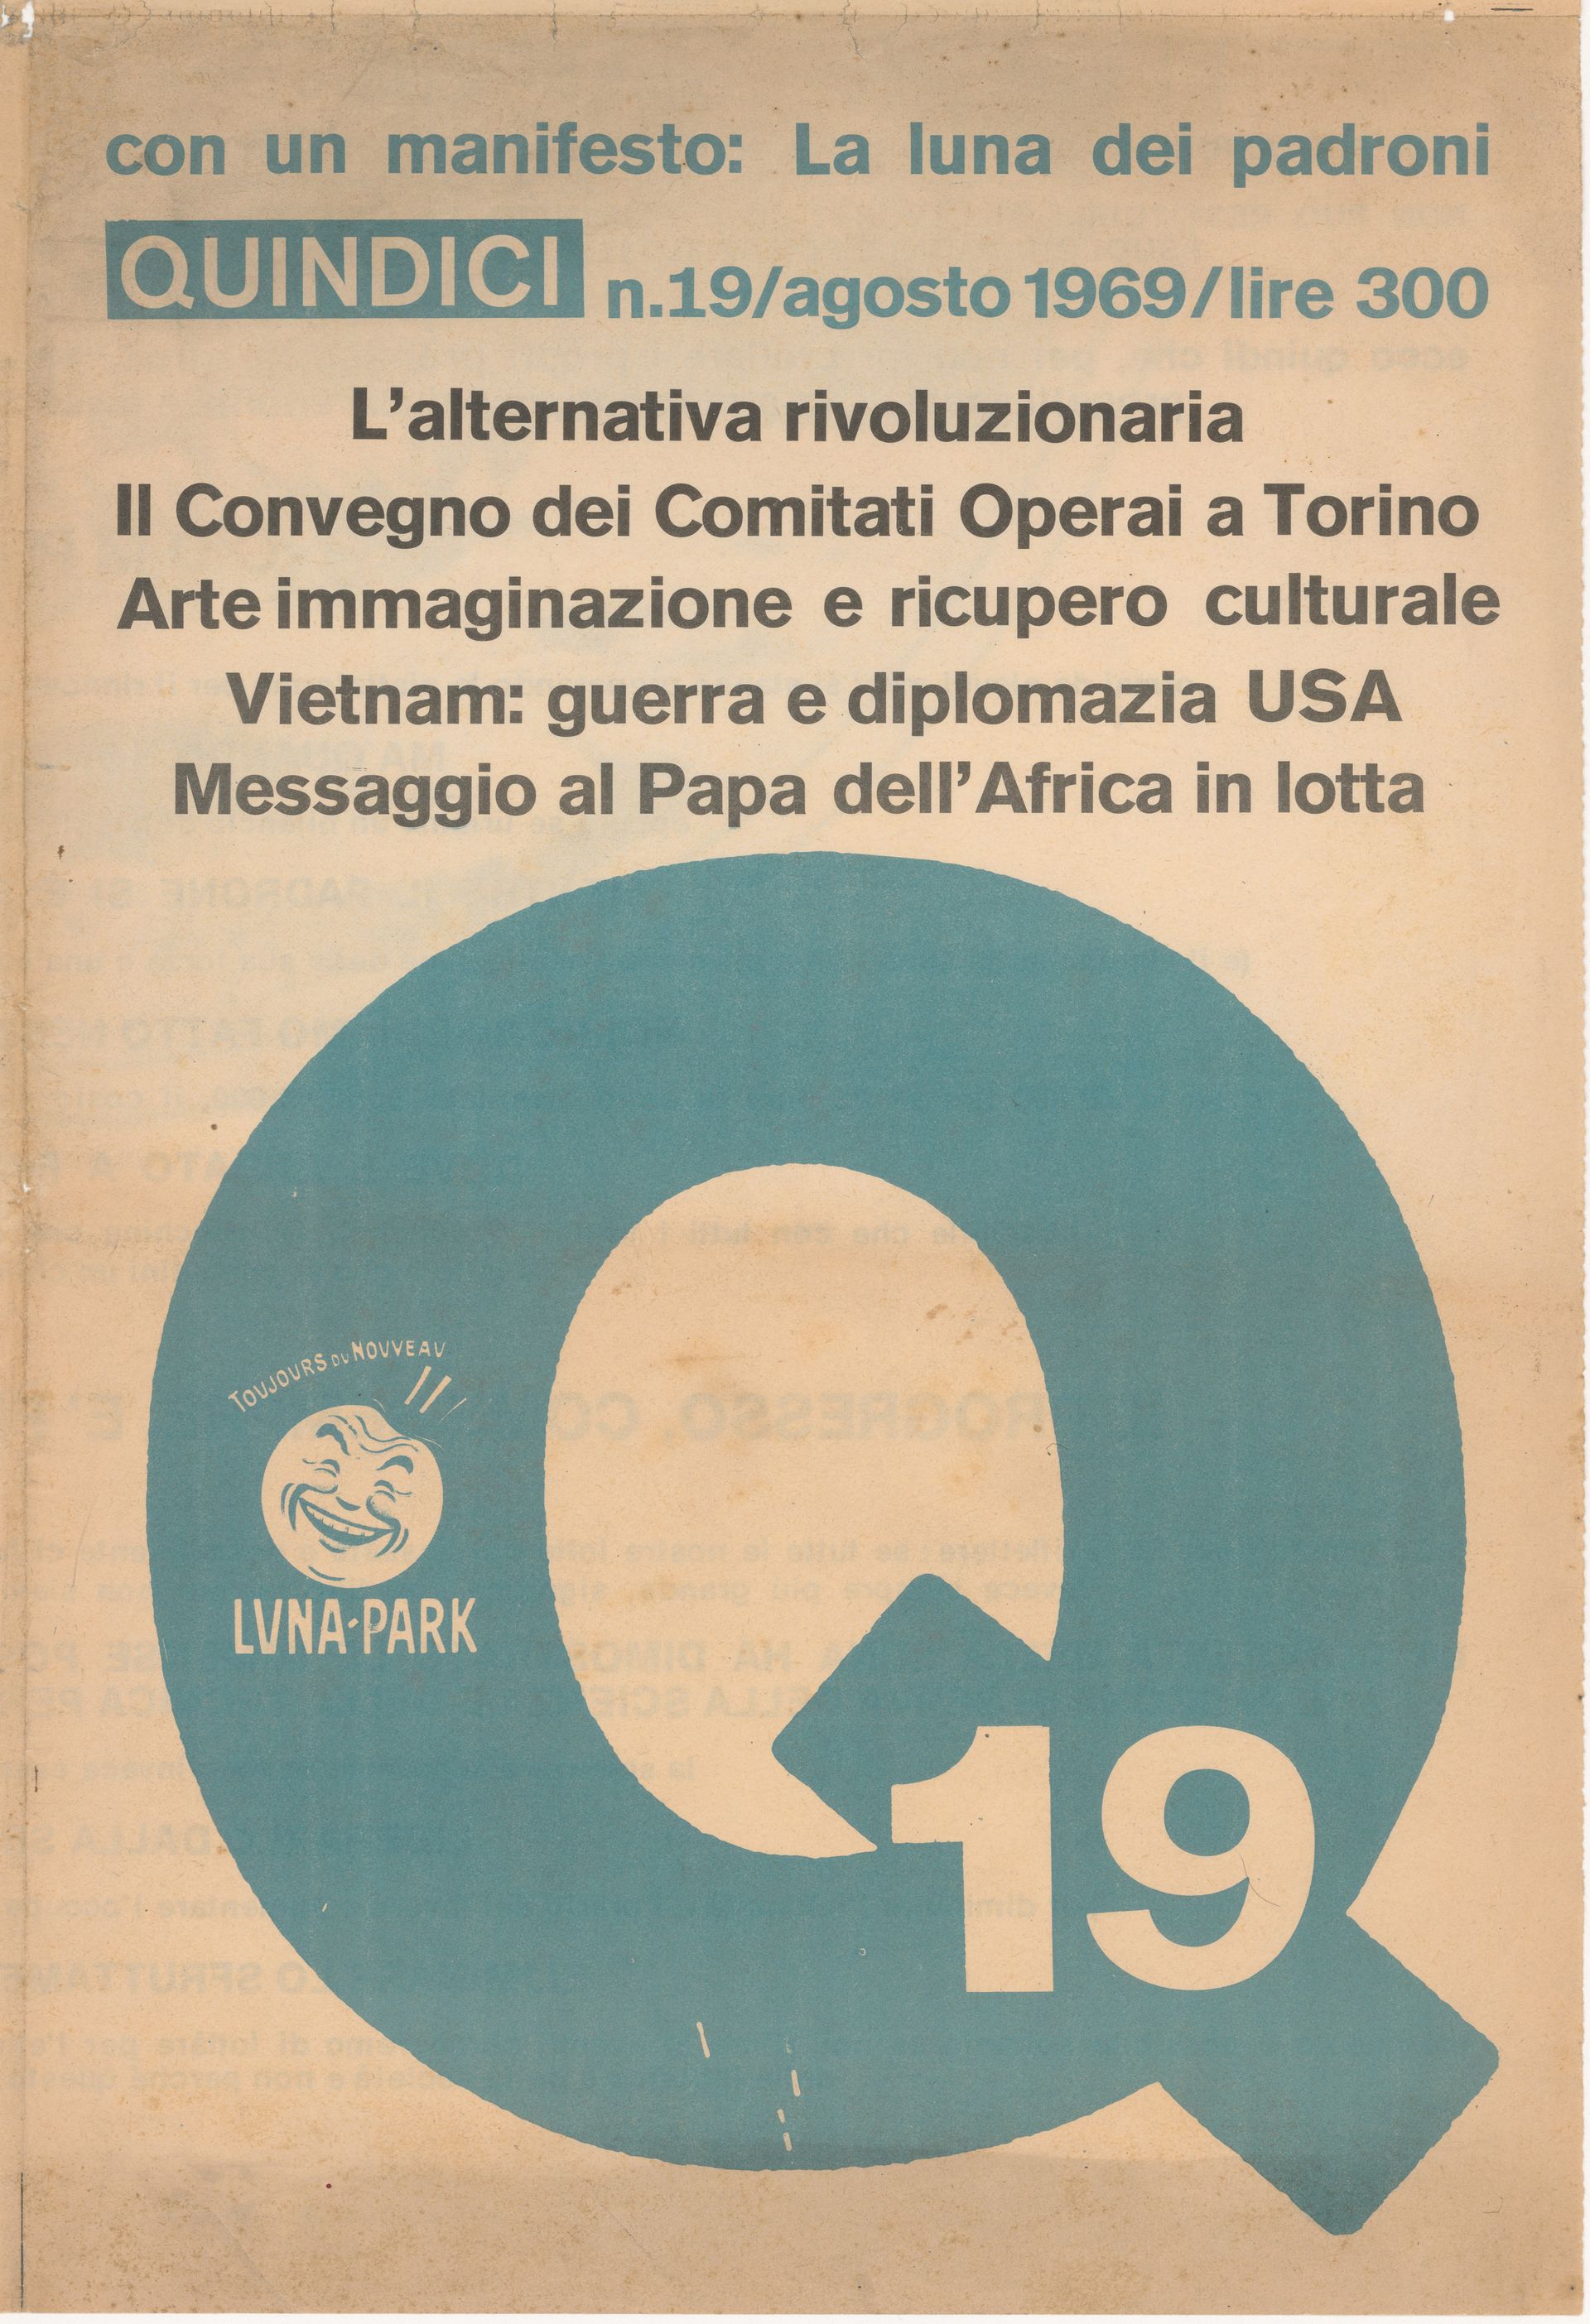 con un manifesto: La luna dei padroni
QUINDICI n.19/agosto 1969/lire 300
L'alternativa rivoluzionaria
Il Convegno dei Comitati Operai a Torino
Arte immaginazione e ricupero culturale
Vietnam: guerra e diplomazia USA
Messaggio al Papa dell'Africa in lotta
TOUJOURS DU NOUVEAU
LVNA-PARK
19